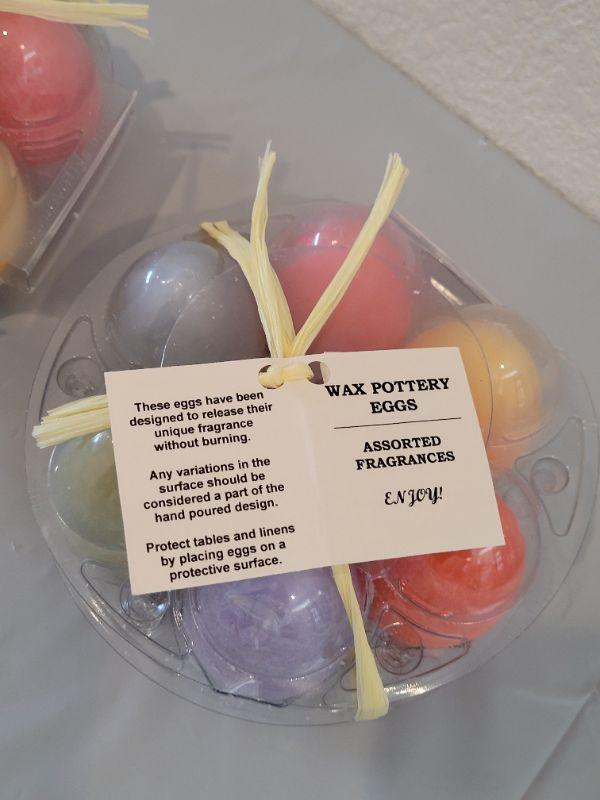 These eggs have been
designed to release their
unique fragrance
without burning.
Any variations in the
surface should be
considered a part of the
hand poured design.
Protect tables and linens
by placing eggs on a
protective surface.
WAX POTTERY
EGGS
ASSORTED
FRAGRANCES
ENJOY!